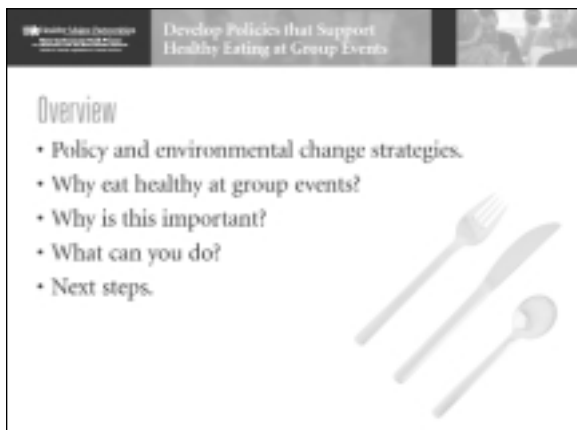 Develop Policies that Support
Healthy Eating at Group Events
Overview
• Policy and environmental change strategies.
• Why eat healthy at group events?
• Why is this important?
• What can you do?
• Next steps.